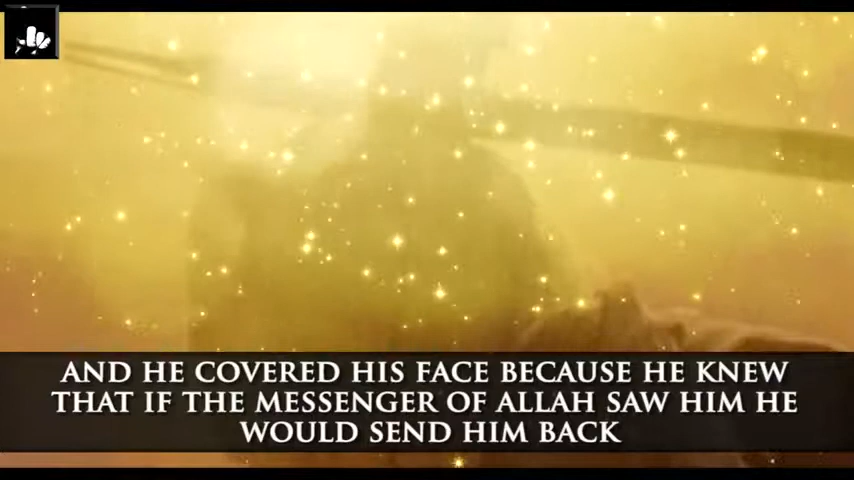 AND HE COVERED HIS FACE BECAUSE HE KNEW
THAT IF THE MESSENGER OF ALLAH SAW HIM HE
WOULD SEND HIM BACK